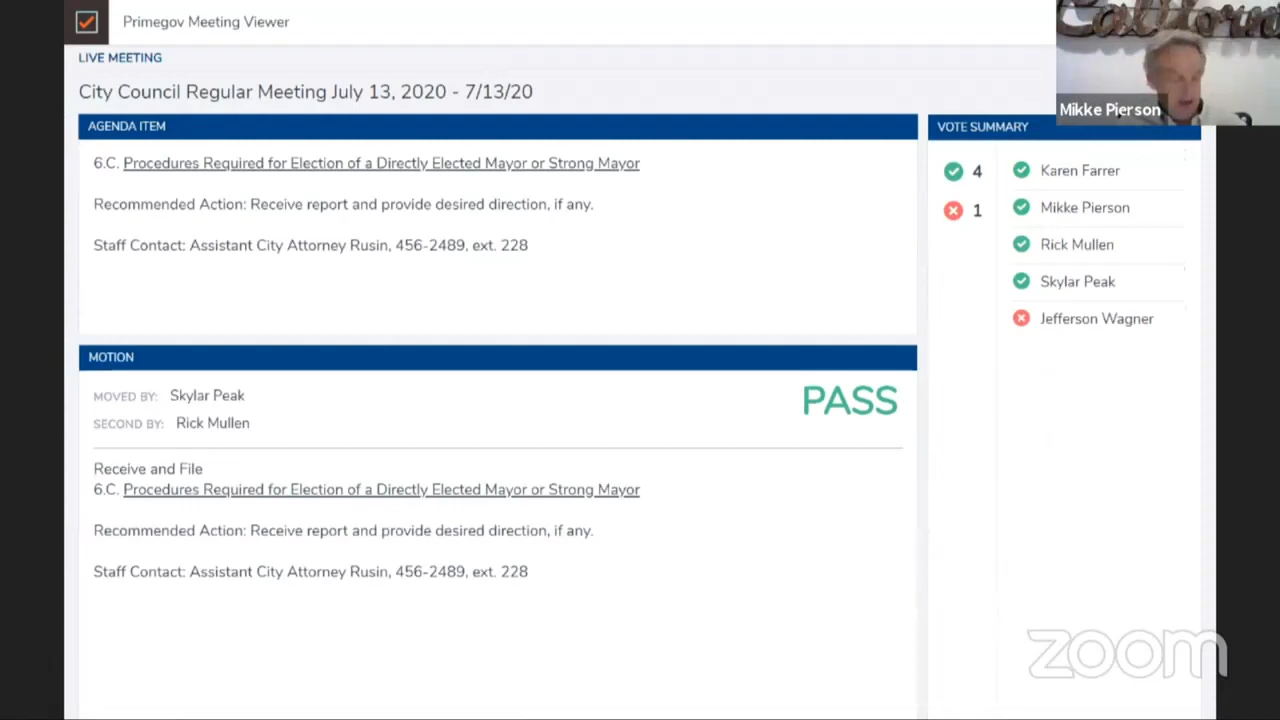 Primegov Meeting Viewer
LIVE MEETING
City Council Regular Meeting July 13, 2020 - 7/13/20
AGENDA ITEM
6.C. Procedures Required for Election of a Directly Elected Mayor or Strong Mayor
Recommended Action: Receive report and provide desired direction, if any.
Staff Contact: Assistant City Attorney Rusin, 456-2489, ext. 228
MOTION
MOVED BY: Skylar Peak
SECOND BY: Rick Mullen
PASS
Receive and File
6.C. Procedures Required for Election of a Directly Elected Mayor or Strong Mayor
Recommended Action: Receive report and provide desired direction, if any.
Staff Contact: Assistant City Attorney Rusin, 456-2489, ext. 228
Californ
Mikke Pierson
VOTE SUMMARY
4
1
Karen Farrer
Mikke Pierson
Rick Mullen
Skylar Peak
Jefferson Wagner
zoom